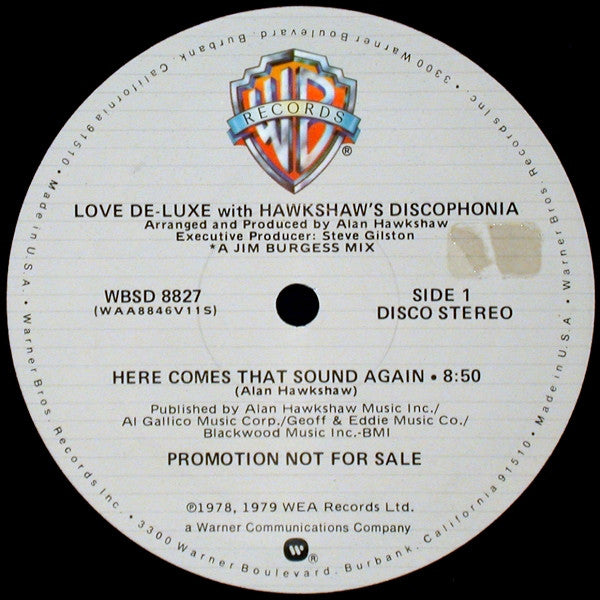 WB
RECORDS
®
LOVE DE-LUXE with HAWKSHAW'S DISCOPHONIA
Arranged and Produced by Alan Hawkshaw
Executive Producer: Steve Gilston
*A JIM BURGESS MIX
WBSD 8827
(WAA8846V11S)
SIDE 1
DISCO STEREO
HERE COMES THAT SOUND AGAIN • 8:50
(Alan Hawkshaw)
Published by Alan Hawkshaw Music Inc./
Al Gallico Music Corp./Geoff & Eddie Music Co./
Blackwood Music Inc.-BMI
PROMOTION NOT FOR SALE
℗1978, 1979 WEA Records Ltd.
a Warner Communications Company
W ®
Warner Bros. Records Inc. • 3300 Warner Boulevard, Burbank, California 91510 • Made in U.S.A. •
Warner Bros. Records Inc. • 3300 Warner Boulevard, Burbank, California 91510 • Made in U.S.A. •